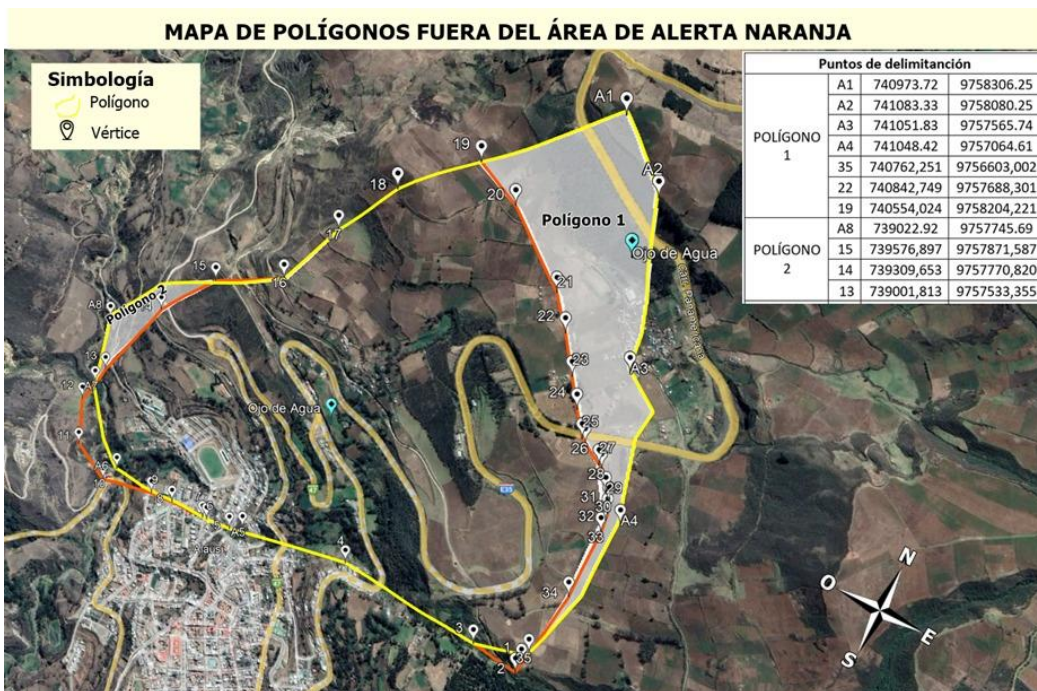 MAPA DE POLÍGONOS FUERA DEL ÁREA DE ALERTA NARANJA
Simbología
Polígono
Vértice
Puntos de delimitanción
POLÍGONO 1
A1 740973.72 9758306.25
A2 741083.33 9758080.25
A3 741051.83 9757565.74
A4 741048.42 9757064.61
35 740762,251 9756603,002
22 740842,749 9757688,301
19 740554,024 9758204,221
POLÍGONO 2
A8 739022.92 9757745.69
15 739576,897 9757871,587
14 739309,653 9757770,820
13 739001,813 9757533,355
A1
19
A2
18
20
Polígono 1
17
Ojo de Agua
15
16
21
A8
Polígono 2
22
13
23
A3
12
A7
24
Ojo de Agua
25
11
26
27
A6
28
9
E35
29
31
30
A4
32
A5
33
4
34
3
1
35
2
N
O
E
S